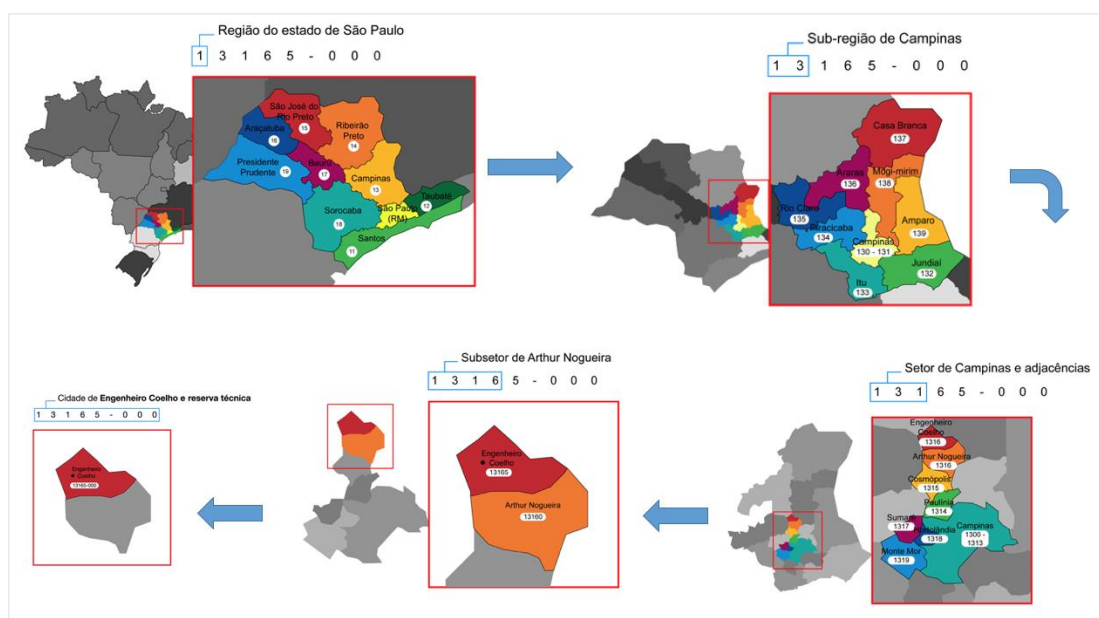 Região do estado de São Paulo
1 3 1 6 5 - 0 0 0
São José do
Rio Preto
15
Araçatuba
16
Ribeirão
Preto
14
Presidente
Prudente
19
Bauru
17
Campinas
13
Taubaté
12
São Paulo
(RM)
Sorocaba
18
Santos
11
Sub-região de Campinas
1 3 1 6 5 - 0 0 0
Casa Branca
137
Araras
136
Mogi-mirim
138
Rio Claro
135
Piracicaba
134
Campinas
130 - 131
Amparo
139
Jundiaí
132
Itu
133
Setor de Campinas e adjacências
1 3 1 6 5 - 0 0 0
Engenheiro
Coelho
1316
Arthur Nogueira
1316
Cosmópolis
1315
Paulínia
1314
Sumaré
1317
Hortolândia
1318
Campinas
1300 -
1313
Monte Mor
1319
Subsetor de Arthur Nogueira
1 3 1 6 5 - 0 0 0
Engenheiro
Coelho
13165
Arthur Nogueira
13160
Cidade de Engenheiro Coelho e reserva técnica
1 3 1 6 5 - 0 0 0
Engenheiro
Coelho
13165-000